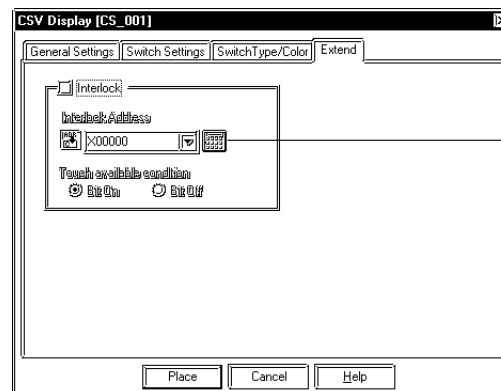 CSV Display [CS_001]
General Settings Switch Settings SwitchType/Color Extend
Interlock
Interlock Address
X00000
Touch available condition
Bit On Bit Off
Place Cancel Help